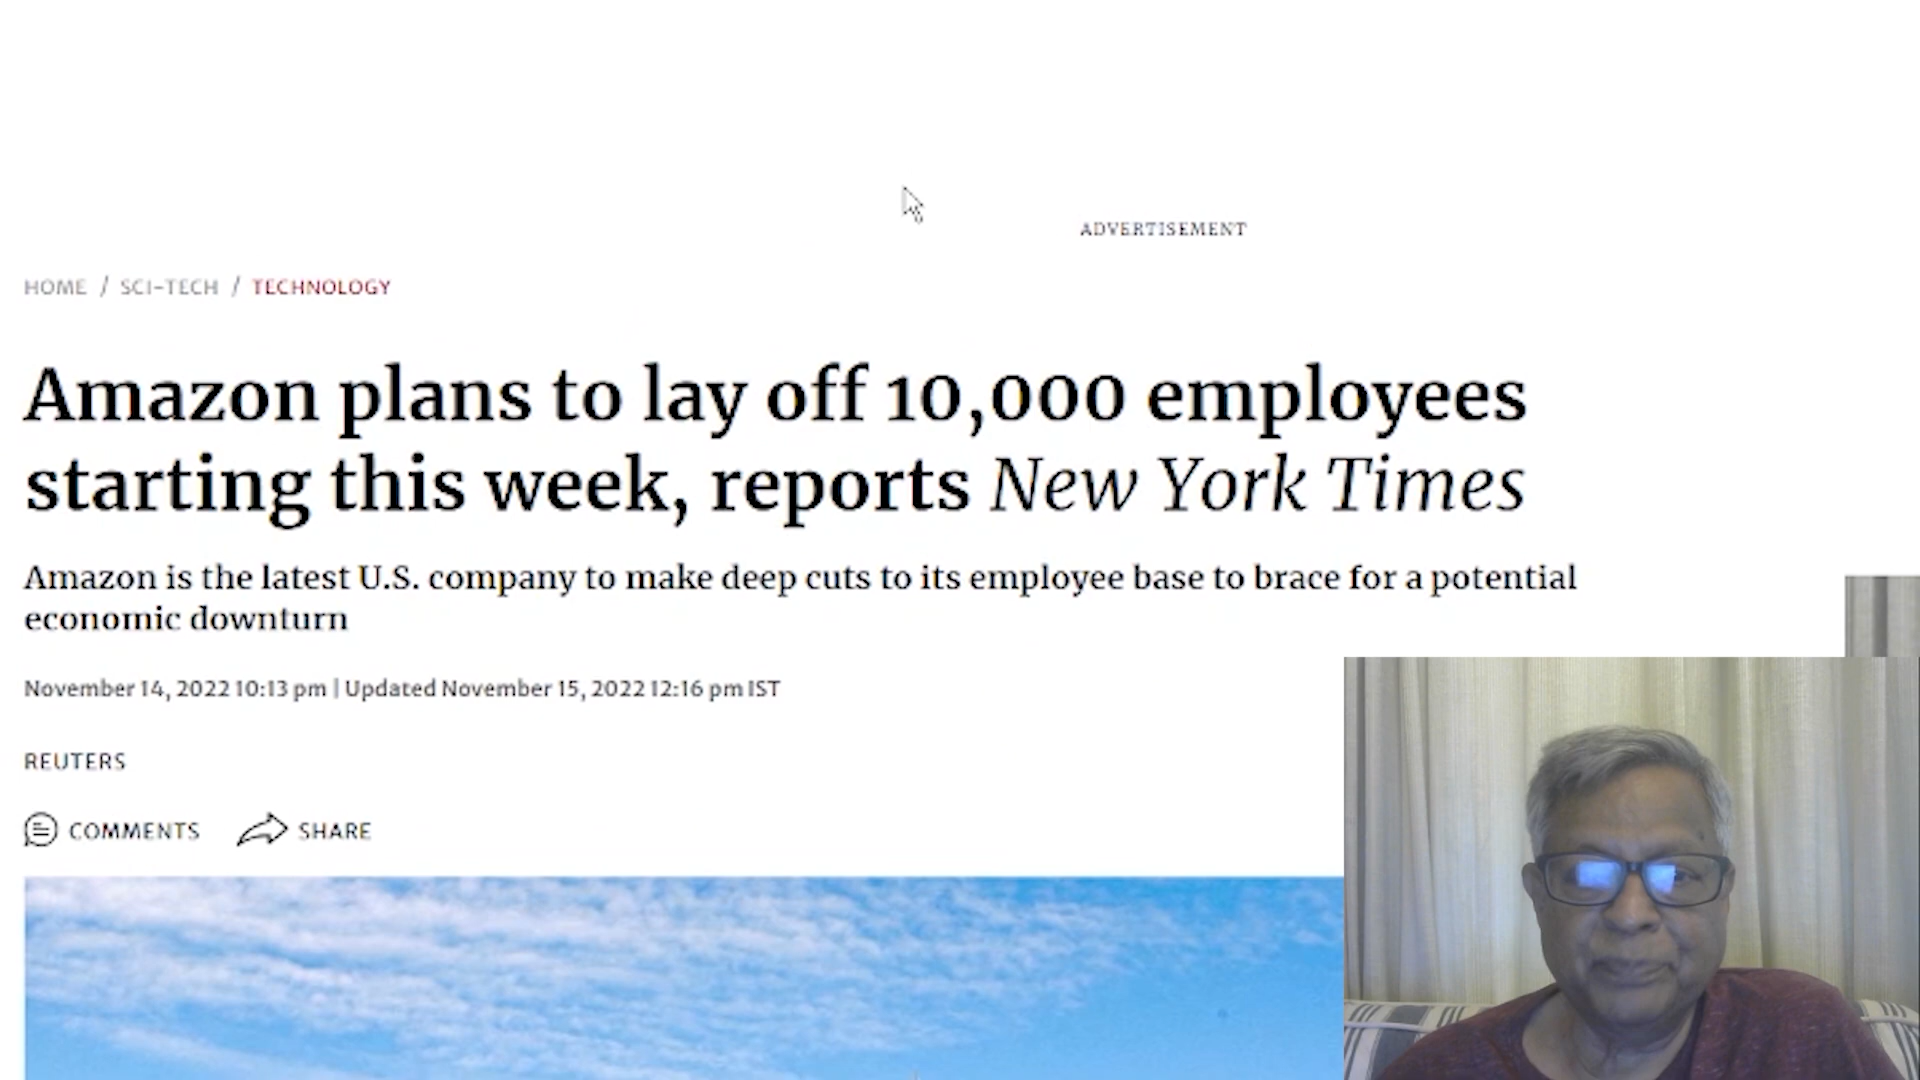 ADVERTISEMENT
HOME / SCI-TECH / TECHNOLOGY
Amazon plans to lay off 10,000 employees
starting this week, reports New York Times
Amazon is the latest U.S. company to make deep cuts to its employee base to brace for a potential
economic downturn
November 14, 2022 10:13 pm | Updated November 15, 2022 12:16 pm IST
REUTERS
COMMENTS SHARE